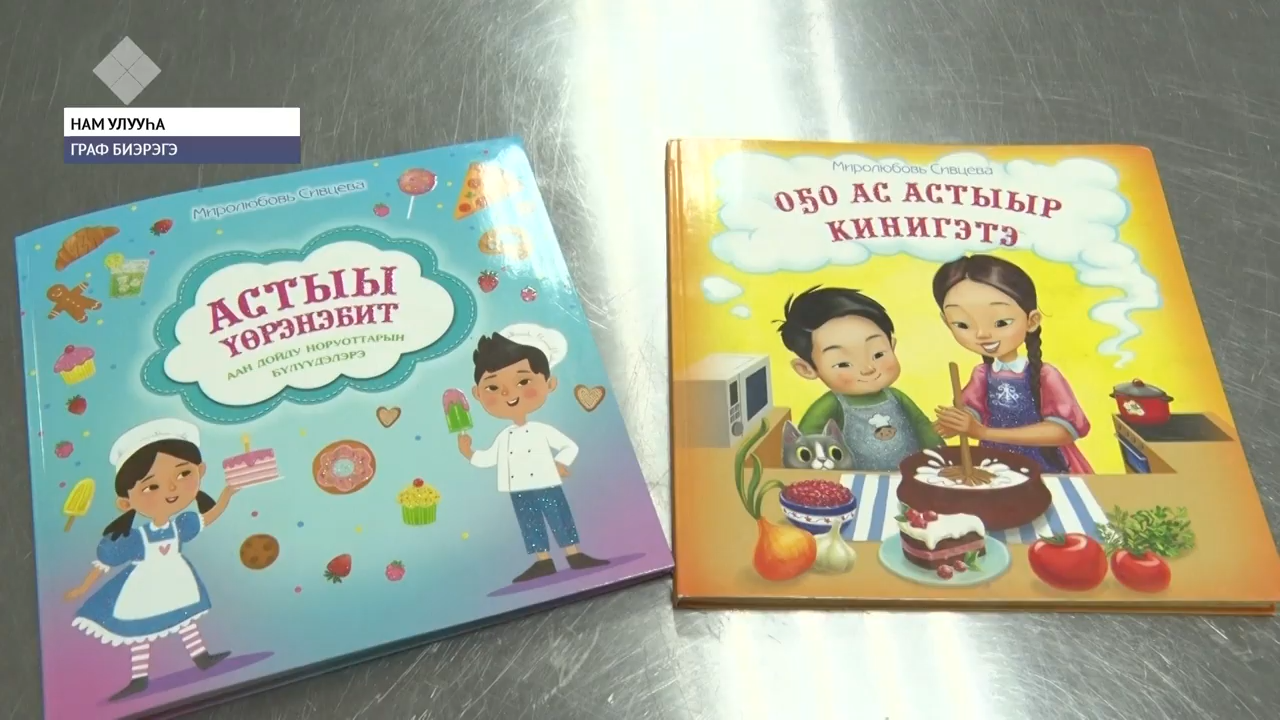 НАМ УЛУУҺА
ГРАФ БИЭРЭГЭ
Миролюбовь Сивцева
АСТЫЫ
ҮӨРЭНЭБИТ
ААН ДОЙДУ НОРУОТТАРЫН
БҮЛҮҮДЭЛЭРЭ
Миролюбовь Сивцева
ОҔО АС АСТЫЫР
КИНИГЭТЭ